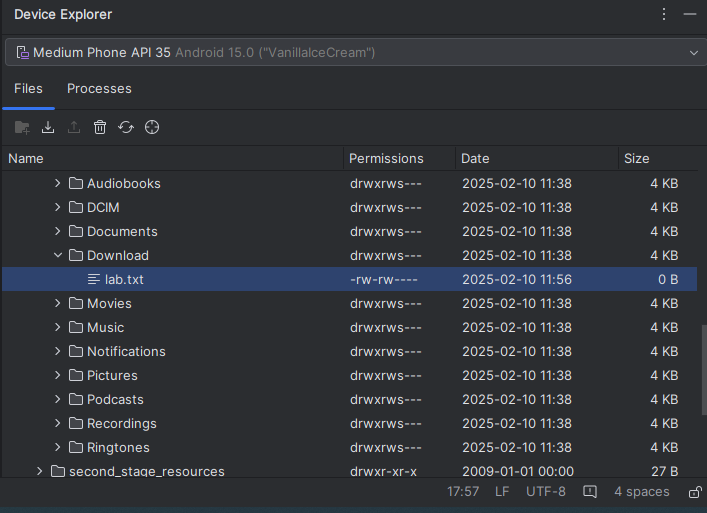 Device Explorer
Medium Phone API 35 Android 15.0 ("VanillaIceCream")
Files Processes
Name Permissions Date Size
Audiobooks drwxrws--- 2025-02-10 11:38 4 KB
DCIM drwxrws--- 2025-02-10 11:38 4 KB
Documents drwxrws--- 2025-02-10 11:38 4 KB
Download drwxrws--- 2025-02-10 11:38 4 KB
lab.txt -rw-rw---- 2025-02-10 11:56 0 B
Movies drwxrws--- 2025-02-10 11:38 4 KB
Music drwxrws--- 2025-02-10 11:38 4 KB
Notifications drwxrws--- 2025-02-10 11:38 4 KB
Pictures drwxrws--- 2025-02-10 11:38 4 KB
Podcasts drwxrws--- 2025-02-10 11:38 4 KB
Recordings drwxrws--- 2025-02-10 11:38 4 KB
Ringtones drwxrws--- 2025-02-10 11:38 4 KB
second_stage_resources drwxr-xr-x 2009-01-01 00:00 27 B
17:57 LF UTF-8 4 spaces